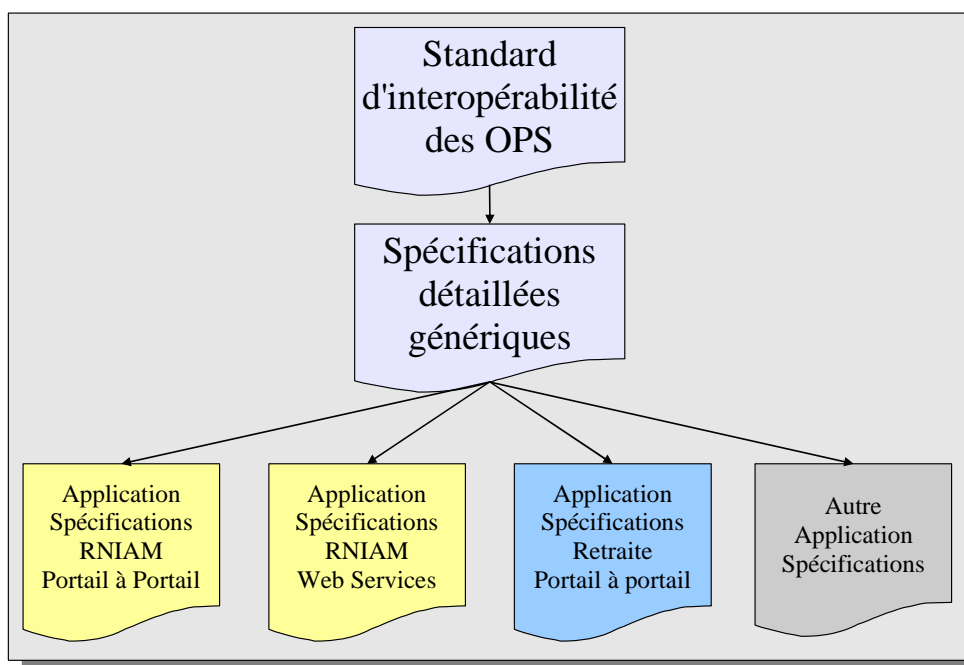 Standard
d'interopérabilité
des OPS
Spécifications
détaillées
génériques
Application
Spécifications
RNIAM
Portail à Portail
Application
Spécifications
RNIAM
Web Services
Application
Spécifications
Retraite
Portail à portail
Autre
Application
Spécifications